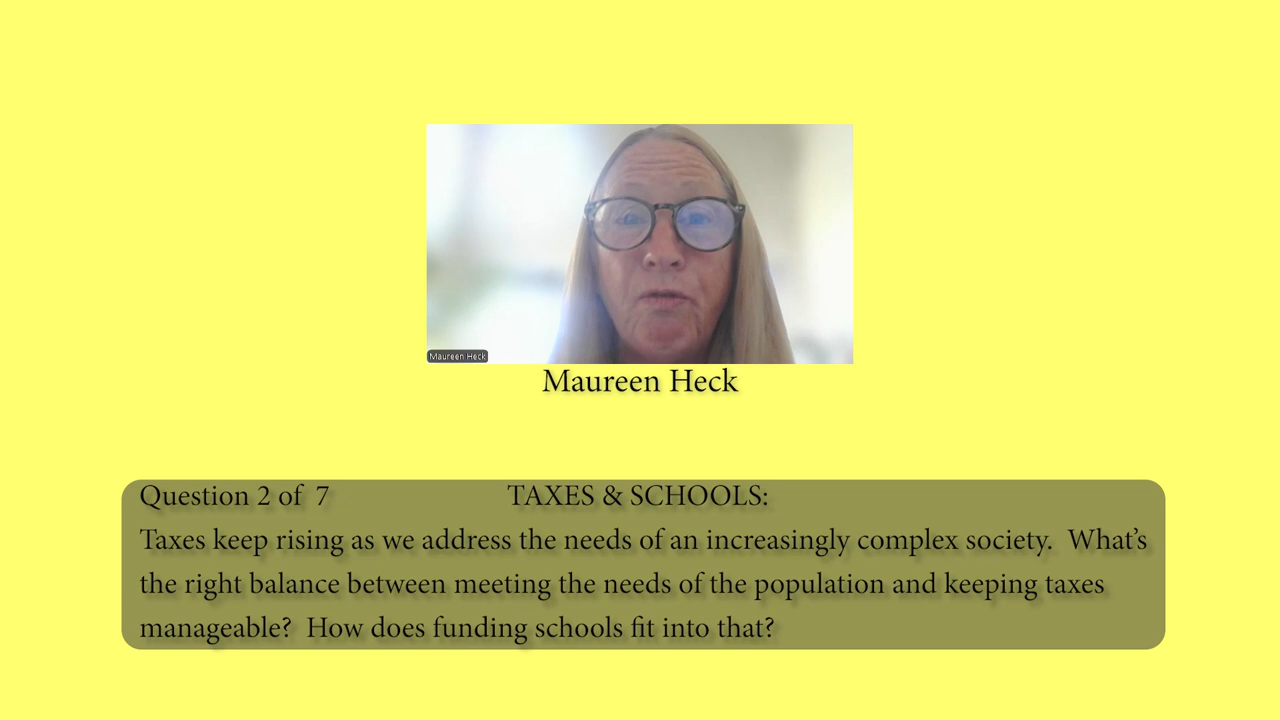 Maureen Heck
Maureen Heck
Question 2 of 7 TAXES & SCHOOLS:
Taxes keep rising as we address the needs of an increasingly complex society. What’s
the right balance between meeting the needs of the population and keeping taxes
manageable? How does funding schools fit into that?